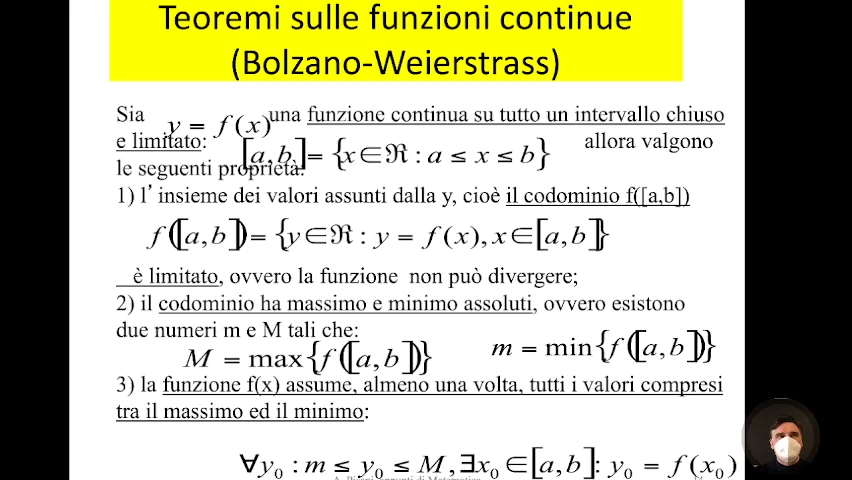 Teoremi sulle funzioni continue
(Bolzano-Weierstrass)
Sia y = f(x) una funzione continua su tutto un intervallo chiuso
e limitato: [a,b] = {x∈ℜ : a ≤ x ≤ b} allora valgono
le seguenti proprietà:
1) l'insieme dei valori assunti dalla y, cioè il codominio f([a,b])
f([a,b]) = {y∈ℜ : y = f(x), x∈[a,b]}
è limitato, ovvero la funzione non può divergere;
2) il codominio ha massimo e minimo assoluti, ovvero esistono
due numeri m e M tali che:
M = max{f([a,b])} m = min{f([a,b])}
3) la funzione f(x) assume, almeno una volta, tutti i valori compresi
tra il massimo ed il minimo:
∀y₀ : m ≤ y₀ ≤ M, ∃x₀ ∈[a,b]: y₀ = f(x₀)